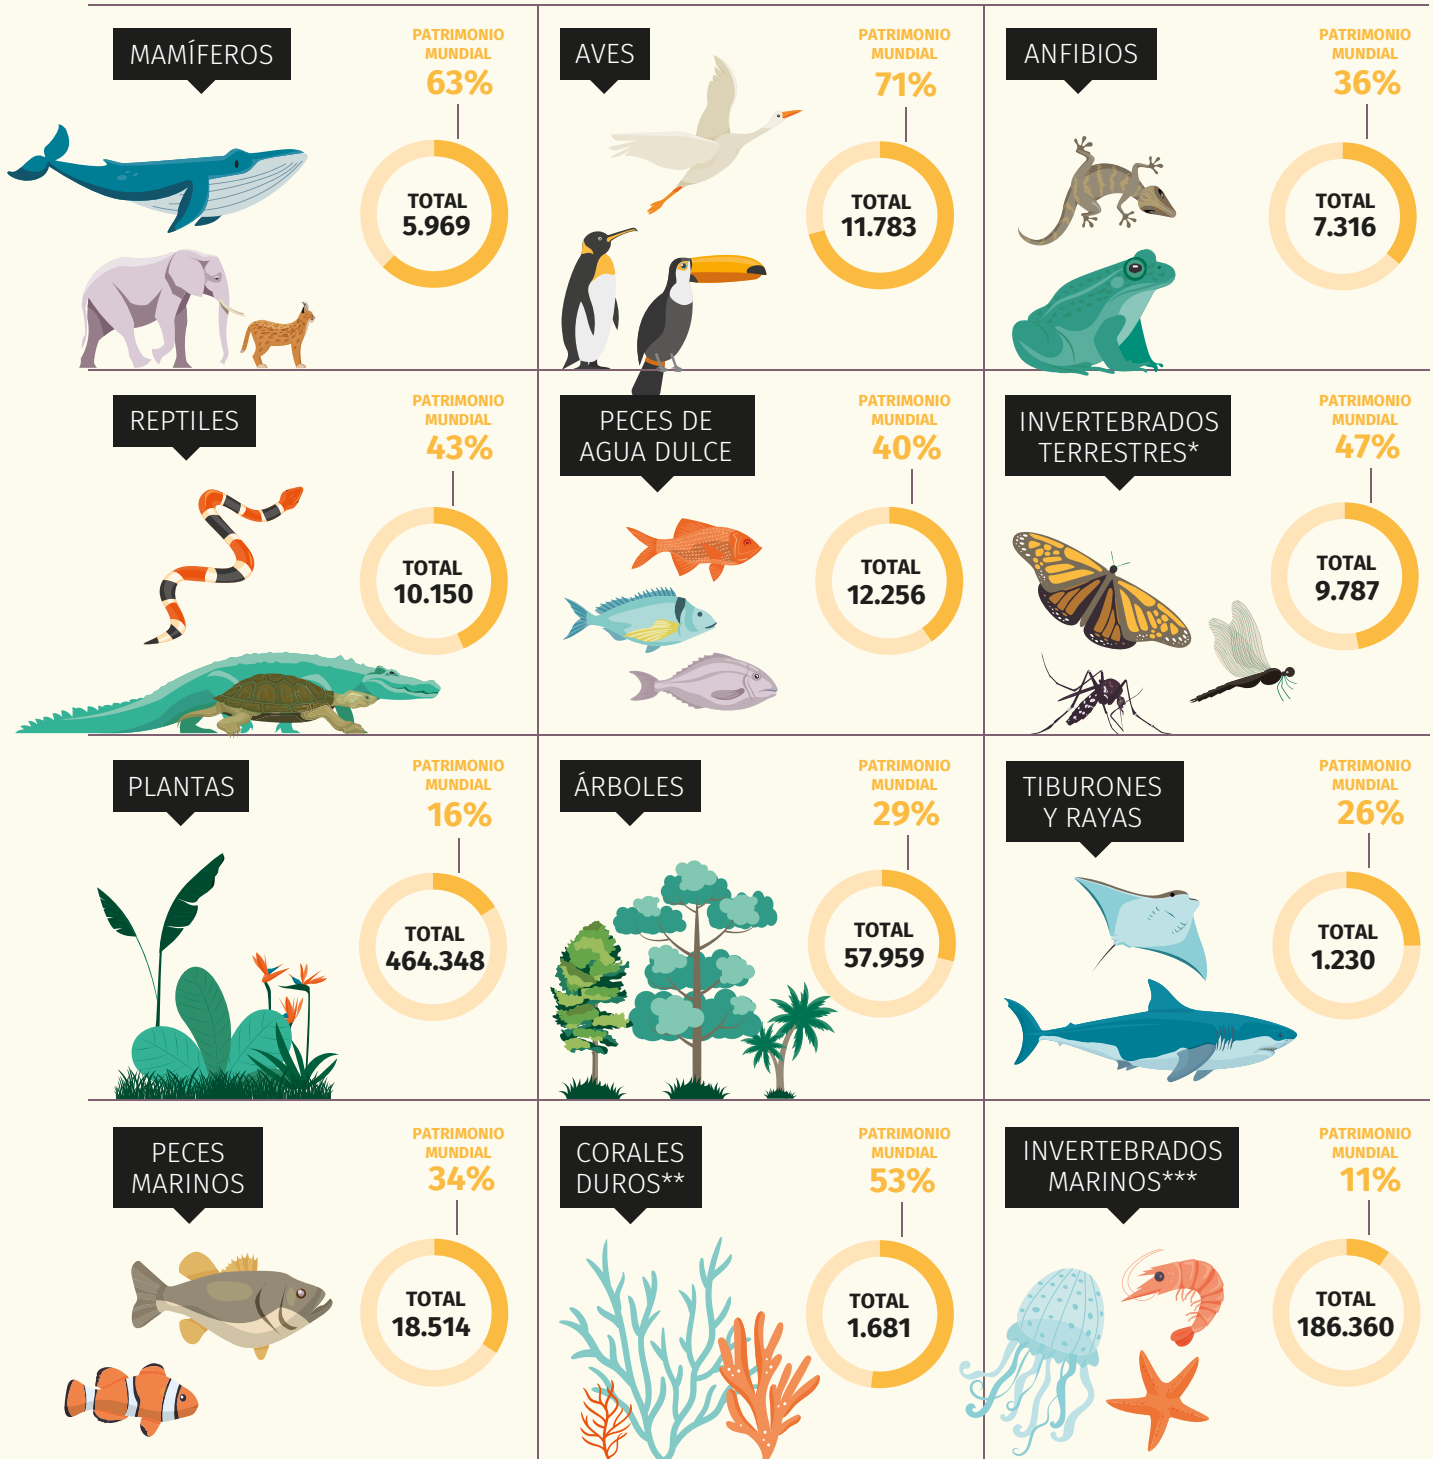 MAMÍFEROS
PATRIMONIO
MUNDIAL
63%
TOTAL
5.969
AVES
PATRIMONIO
MUNDIAL
71%
TOTAL
11.783
ANFIBIOS
PATRIMONIO
MUNDIAL
36%
TOTAL
7.316
REPTILES
PATRIMONIO
MUNDIAL
43%
TOTAL
10.150
PECES DE
AGUA DULCE
PATRIMONIO
MUNDIAL
40%
TOTAL
12.256
INVERTEBRADOS
TERRESTRES*
PATRIMONIO
MUNDIAL
47%
TOTAL
9.787
PLANTAS
PATRIMONIO
MUNDIAL
16%
TOTAL
464.348
ÁRBOLES
PATRIMONIO
MUNDIAL
29%
TOTAL
57.959
TIBURONES
Y RAYAS
PATRIMONIO
MUNDIAL
26%
TOTAL
1.230
PECES
MARINOS
PATRIMONIO
MUNDIAL
34%
TOTAL
18.514
CORALES
DUROS**
PATRIMONIO
MUNDIAL
53%
TOTAL
1.681
INVERTEBRADOS
MARINOS***
PATRIMONIO
MUNDIAL
11%
TOTAL
186.360